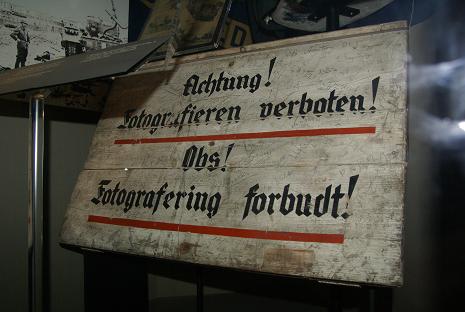 Achtung!
Fotografieren verboten!
Obs!
Fotografering forbudt!